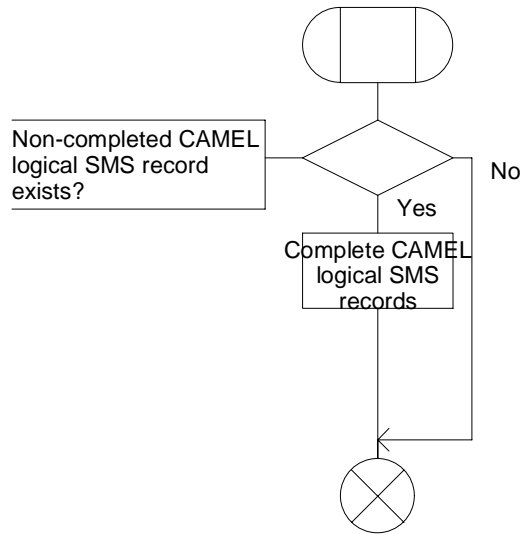 Non-completed CAMEL
logical SMS record
exists?
No
Yes
Complete CAMEL
logical SMS
records